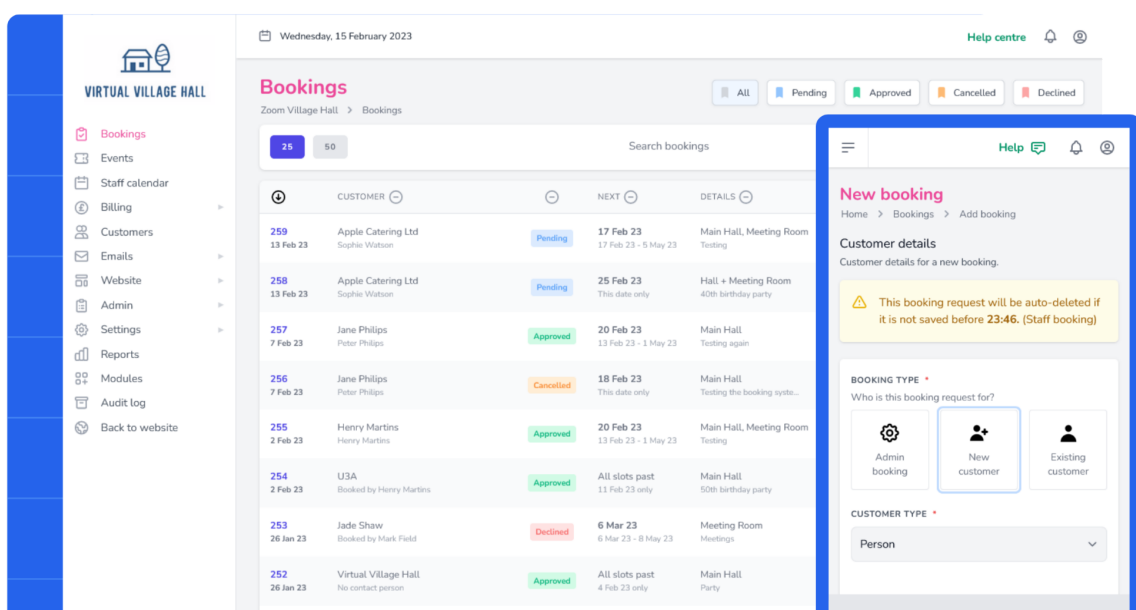 Wednesday, 15 February 2023
Help centre
VIRTUAL VILLAGE HALL
Bookings
Events
Staff calendar
Billing
Customers
Emails
Website
Admin
Settings
Reports
Modules
Audit log
Back to website
Bookings
Zoom Village Hall > Bookings
All
Pending
Approved
Cancelled
Declined
25 50
Search bookings
CUSTOMER NEXT DETAILS
259 Apple Catering Ltd Pending 17 Feb 23 Main Hall, Meeting Room
13 Feb 23 Sophie Watson 17 Feb 23 - 5 May 23 Testing
258 Apple Catering Ltd Pending 25 Feb 23 Hall + Meeting Room
13 Feb 23 Sophie Watson This date only 40th birthday party
257 Jane Philips Approved 20 Feb 23 Main Hall
7 Feb 23 Peter Philips 13 Feb 23 - 1 May 23 Testing again
256 Jane Philips Cancelled 18 Feb 23 Main Hall
7 Feb 23 Peter Philips This date only Testing the booking syste...
255 Henry Martins Approved 20 Feb 23 Main Hall, Meeting Room
2 Feb 23 Henry Martins 13 Feb 23 - 1 May 23 Testing
254 U3A Approved All slots past Main Hall
2 Feb 23 Booked by Henry Martins 11 Feb 23 only 50th birthday party
253 Jade Shaw Declined 6 Mar 23 Meeting Room
26 Jan 23 Booked by Mark Field 6 Mar 23 - 8 May 23 Meetings
252 Virtual Village Hall Approved All slots past Main Hall
26 Jan 23 No contact person 4 Feb 23 only Party
Help
New booking
Home > Bookings > Add booking
Customer details
Customer details for a new booking.
This booking request will be auto-deleted if
it is not saved before 23:46. (Staff booking)
BOOKING TYPE *
Who is this booking request for?
Admin New Existing
booking customer customer
CUSTOMER TYPE *
Person